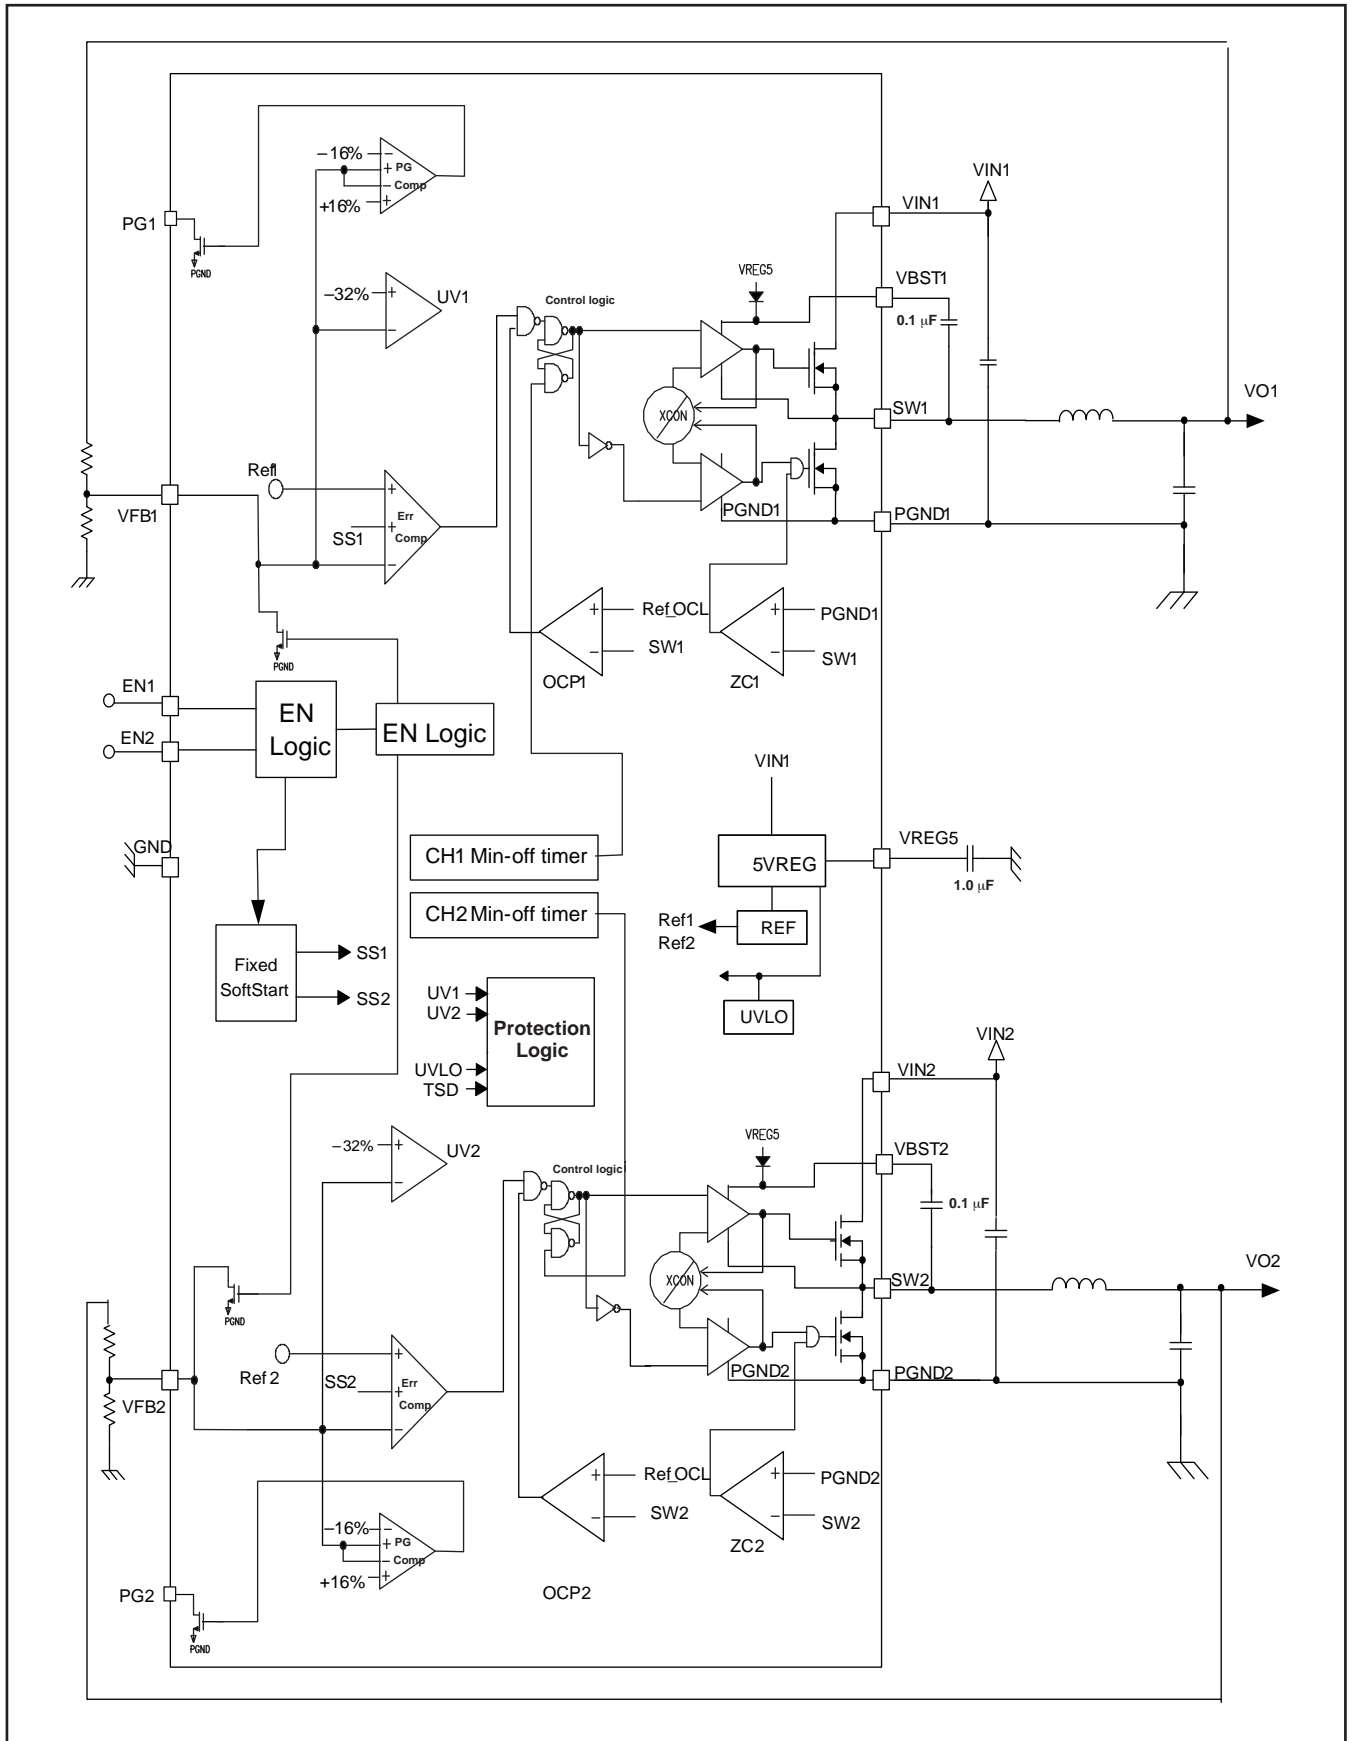 −16%
PG
Comp
+16%
PG1
PGND
−32%
UV1
VIN1
VIN1
VREG5
VBST1
0.1 μF
Control logic
XCON
SW1
VO1
Ref1
Err
Comp
SS1
VFB1
PGND1
PGND1
Ref_OCL
SW1
OCP1
PGND1
SW1
ZC1
PGND
EN1
EN2
EN
Logic
EN Logic
GND
VIN1
5VREG
VREG5
1.0 μF
CH1 Min-off timer
CH2 Min-off timer
REF
Ref1
Ref2
UVLO
Fixed
SoftStart
SS1
SS2
UV1
UV2
UVLO
TSD
Protection
Logic
VIN2
VIN2
−32%
UV2
VREG5
VBST2
0.1 μF
Control logic
XCON
SW2
VO2
PGND
Ref 2
Err
Comp
SS2
VFB2
PGND2
PGND2
Ref_OCL
SW2
PGND2
SW2
ZC2
−16%
PG
Comp
+16%
PG2
PGND
OCP2